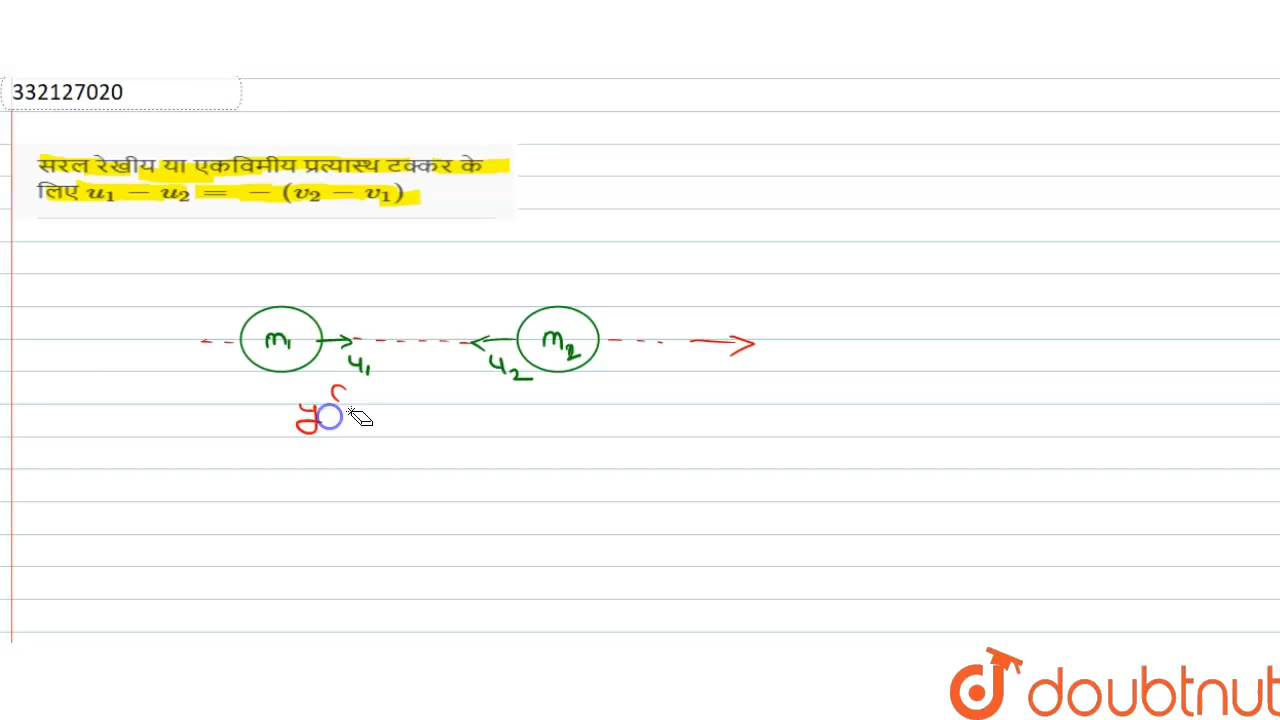 332127020
सरल रेखीय या एकविमीय प्रत्यास्थ टक्कर के
लिए u₁ − u₂ = − (v₂ − v₁)
m₁ m₂
u₁ u₂
doubtnut